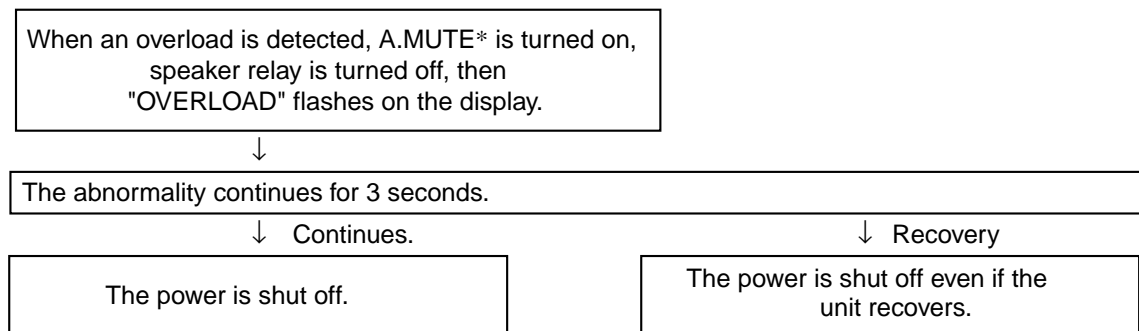 When an overload is detected, A.MUTE* is turned on,
speaker relay is turned off, then
"OVERLOAD" flashes on the display.
↓
The abnormality continues for 3 seconds.
↓ Continues.
↓ Recovery
The power is shut off.
The power is shut off even if the
unit recovers.